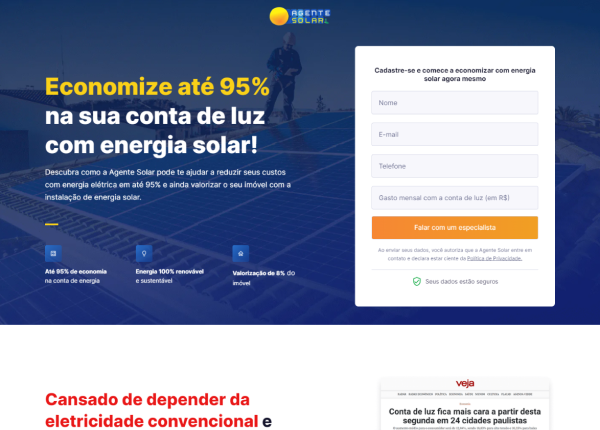 AGENTE
SOLAR
Economize até 95%
na sua conta de luz
com energia solar!
Descubra como a Agente Solar pode te ajudar a reduzir seus custos
com energia elétrica em até 95% e ainda valorizar o seu imóvel com a
instalação de energia solar.
Até 95% de economia
na conta de energia
Energia 100% renovável
e sustentável
Valorização de 8% do
imóvel
Cadastre-se e comece a economizar com energia
solar agora mesmo
Nome
E-mail
Telefone
Gasto mensal com a conta de luz (em R$)
Falar com um especialista
Ao enviar seus dados, você autoriza que a Agente Solar entre em
contato e declara estar ciente da Política de Privacidade.
Seus dados estão seguros
Cansado de depender da
eletricidade convencional e
veja
Conta de luz fica mais cara a partir desta
segunda em 24 cidades paulistas